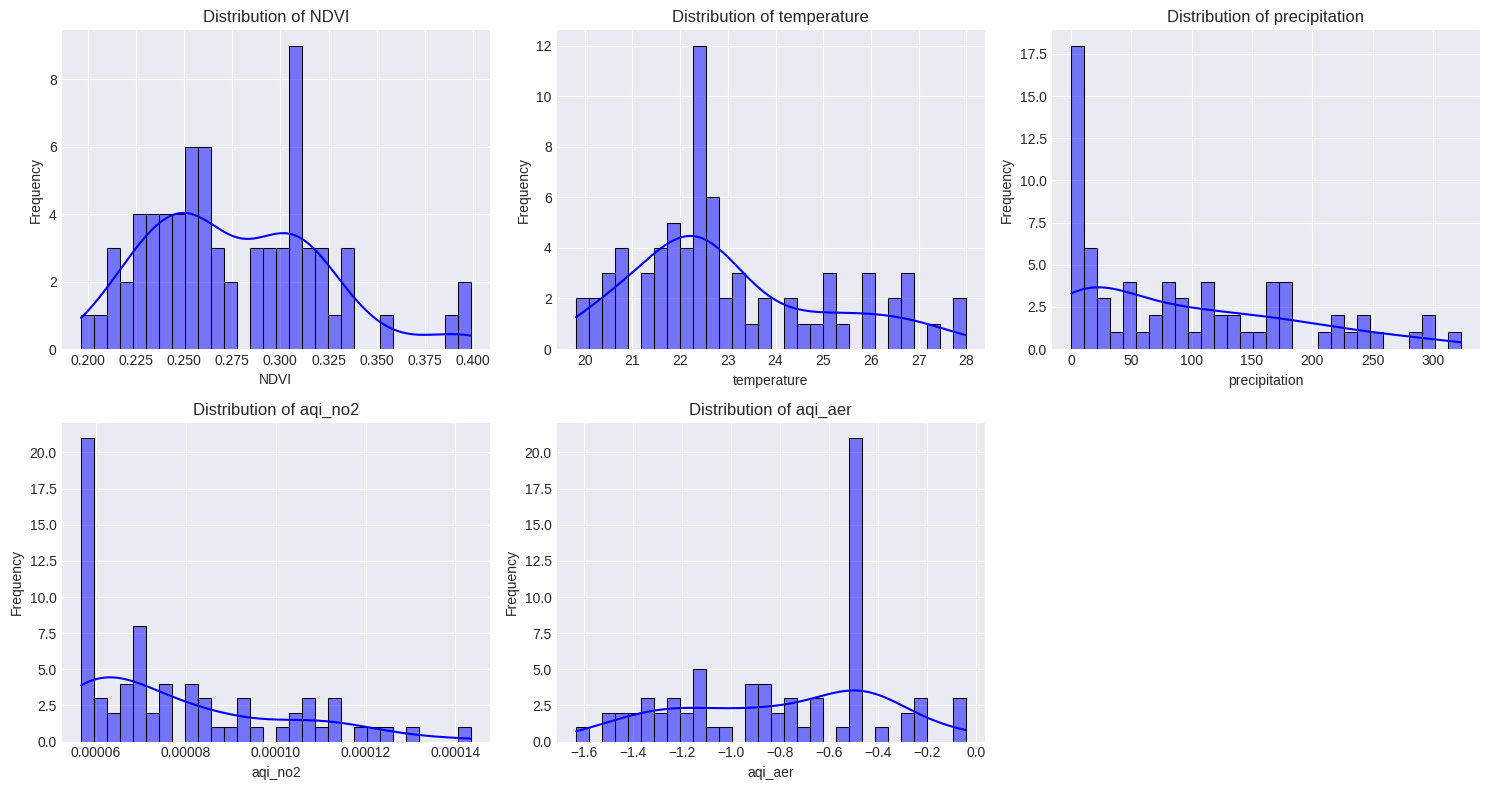 Distribution of NDVI
Frequency
8
6
4
2
0
0.200 0.225 0.250 0.275 0.300 0.325 0.350 0.375 0.400
NDVI
Distribution of temperature
Frequency
12
10
8
6
4
2
0
20 21 22 23 24 25 26 27 28
temperature
Distribution of precipitation
Frequency
17.5
15.0
12.5
10.0
7.5
5.0
2.5
0.0
0 50 100 150 200 250 300
precipitation
Distribution of aqi_no2
Frequency
20.0
17.5
15.0
12.5
10.0
7.5
5.0
2.5
0.0
0.00006 0.00008 0.00010 0.00012 0.00014
aqi_no2
Distribution of aqi_aer
Frequency
20.0
17.5
15.0
12.5
10.0
7.5
5.0
2.5
0.0
−1.6 −1.4 −1.2 −1.0 −0.8 −0.6 −0.4 −0.2 0.0
aqi_aer